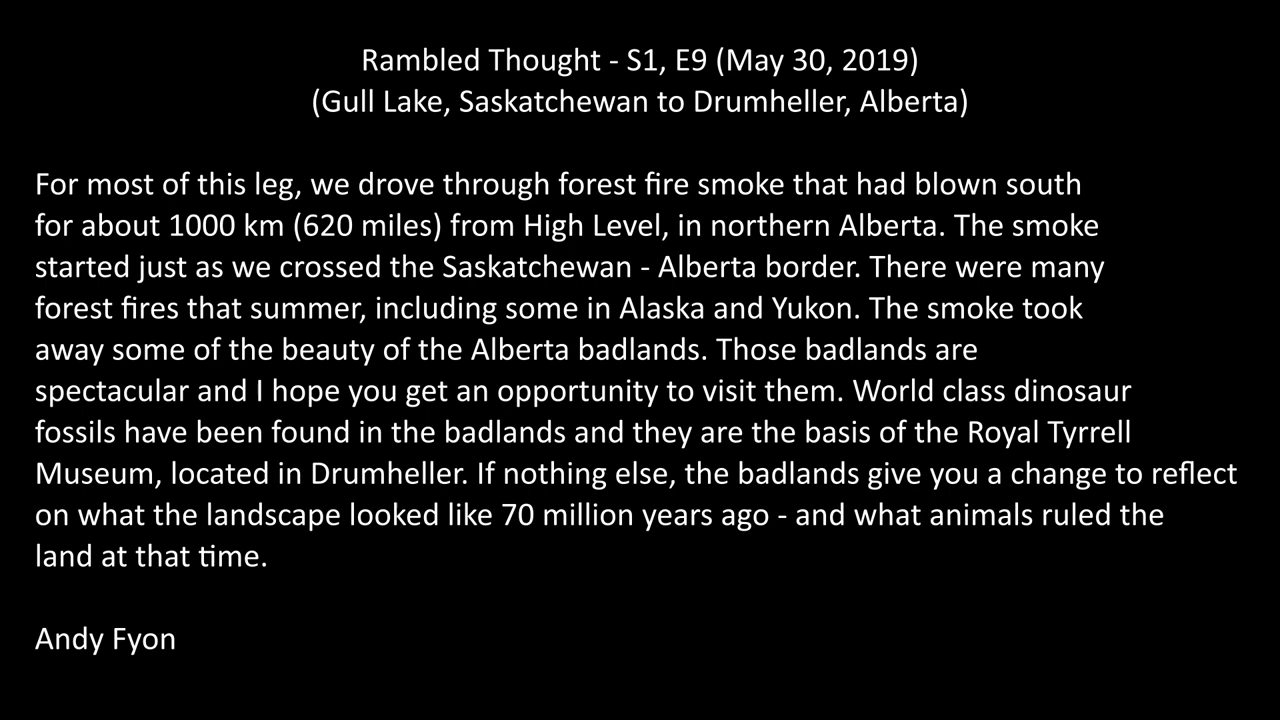 Rambled Thought - S1, E9 (May 30, 2019)
(Gull Lake, Saskatchewan to Drumheller, Alberta)
For most of this leg, we drove through forest fire smoke that had blown south
for about 1000 km (620 miles) from High Level, in northern Alberta. The smoke
started just as we crossed the Saskatchewan - Alberta border. There were many
forest fires that summer, including some in Alaska and Yukon. The smoke took
away some of the beauty of the Alberta badlands. Those badlands are
spectacular and I hope you get an opportunity to visit them. World class dinosaur
fossils have been found in the badlands and they are the basis of the Royal Tyrrell
Museum, located in Drumheller. If nothing else, the badlands give you a change to reflect
on what the landscape looked like 70 million years ago - and what animals ruled the
land at that time.
Andy Fyon